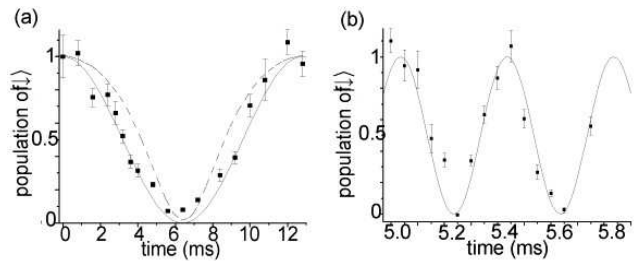 (a)
population of|↓⟩
1
0.5
0
0 2 4 6 8 10 12
time (ms)
(b)
population of|↓⟩
1
0.5
0
5.0 5.2 5.4 5.6 5.8
time (ms)